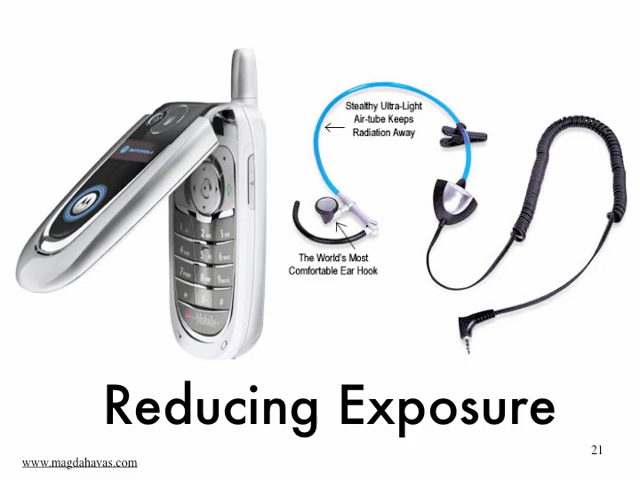 MOTOROLA
Stealthy Ultra-Light
Air-tube Keeps
Radiation Away
The World's Most
Comfortable Ear Hook
T-Mobile
Reducing Exposure
21
www.magdahavas.com